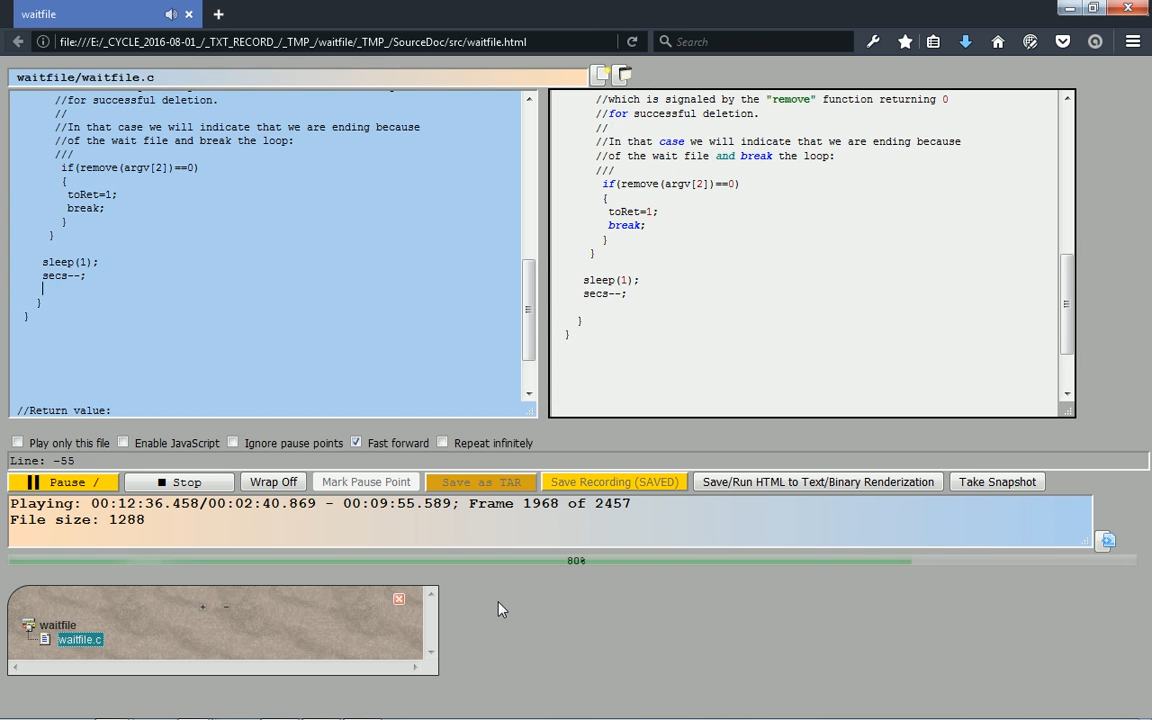 waitfile
file:///E:/_CYCLE_2016-08-01_/_TXT_RECORD_/_TMP_/waitfile/_TMP_/SourceDoc/src/waitfile.html
Search
waitfile/waitfile.c
//for successful deletion.
//
//In that case we will indicate that we are ending because
//of the wait file and break the loop:
///
if(remove(argv[2])==0)
{
toRet=1;
break;
}
}
sleep(1);
secs--;
}
}
//Return value:
//which is signaled by the "remove" function returning 0
//for successful deletion.
//
//In that case we will indicate that we are ending because
//of the wait file and break the loop:
///
if(remove(argv[2])==0)
{
toRet=1;
break;
}
}
sleep(1);
secs--;
}
}
Play only this file Enable JavaScript Ignore pause points Fast forward Repeat infinitely
Line: -55
Pause / Stop Wrap Off Mark Pause Point Save as TAR Save Recording (SAVED) Save/Run HTML to Text/Binary Renderization Take Snapshot
Playing: 00:12:36.458/00:02:40.869 - 00:09:55.589; Frame 1968 of 2457
File size: 1288
80%
+ -
waitfile
waitfile.c